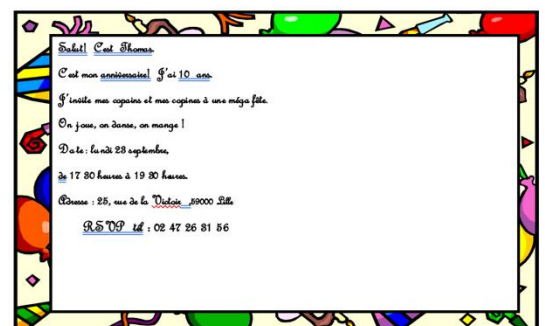 Salut! C'est Thomas.
C'est mon anniversaire! J'ai 10 ans.
J'invite mes copains et mes copines à une méga fête.
On joue, on danse, on mange !
Date : lundi 23 septembre,
de 17 30 heures à 19 30 heures.
Adresse : 25, rue de la Victoir ,59000 Lille
RSVP tél : 02 47 26 31 56